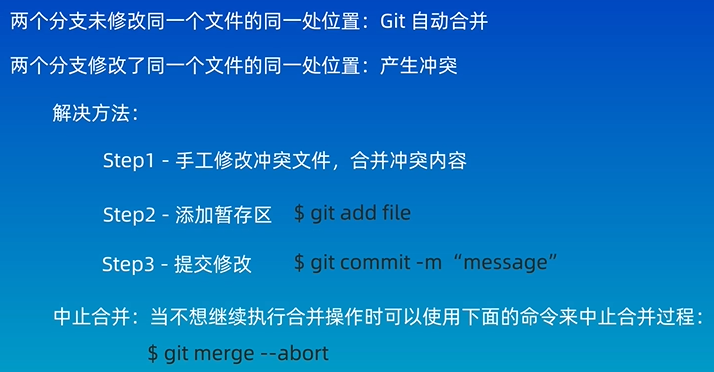 两个分支未修改同一个文件的同一处位置：Git 自动合并
两个分支修改了同一个文件的同一处位置：产生冲突
解决方法：
Step1 - 手工修改冲突文件，合并冲突内容
Step2 - 添加暂存区 $ git add file
Step3 - 提交修改 $ git commit -m “message”
中止合并：当不想继续执行合并操作时可以使用下面的命令来中止合并过程：
$ git merge --abort